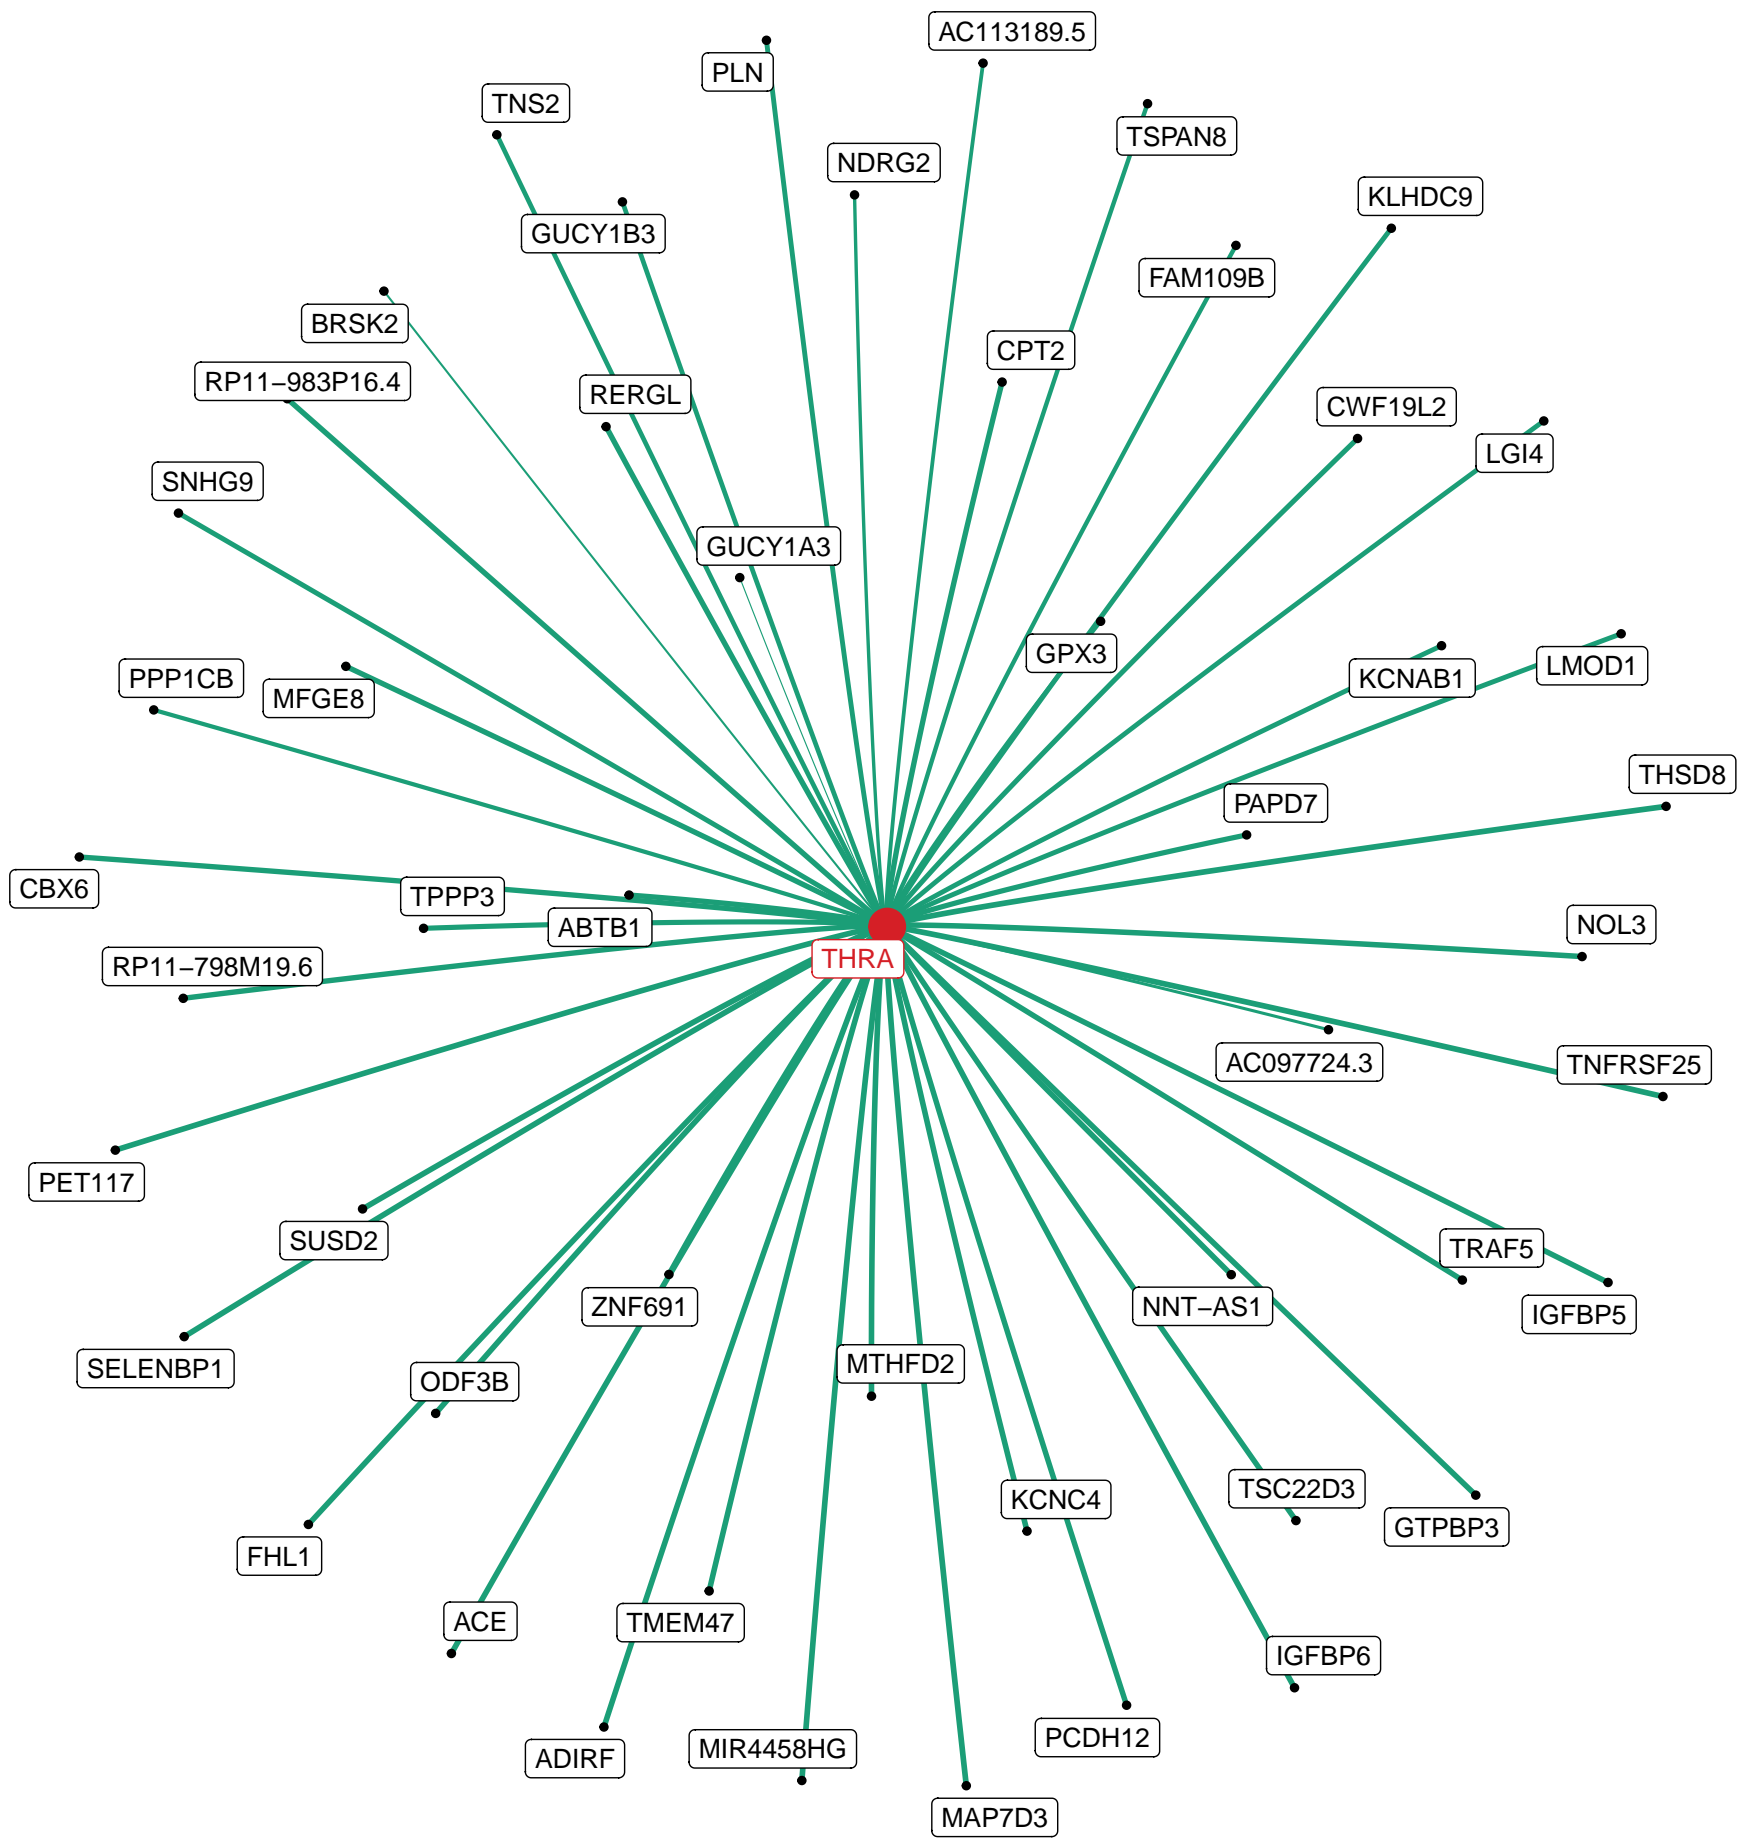 AC113189.5
PLN
TNS2
TSPAN8
NDRG2
KLHDC9
GUCY1B3
FAM109B
BRSK2
CPT2
RP11−983P16.4
RERGL
CWF19L2
LGI4
SNHG9
GUCY1A3
GPX3
LMOD1
PPP1CB
KCNAB1
MFGE8
THSD8
PAPD7
CBX6
TPPP3
NOL3
ABTB1
THRA
RP11−798M19.6
AC097724.3
TNFRSF25
PET117
SUSD2
TRAF5
ZNF691
NNT−AS1
IGFBP5
MTHFD2
SELENBP1
ODF3B
TSC22D3
KCNC4
GTPBP3
FHL1
ACE
TMEM47
IGFBP6
PCDH12
MIR4458HG
ADIRF
MAP7D3